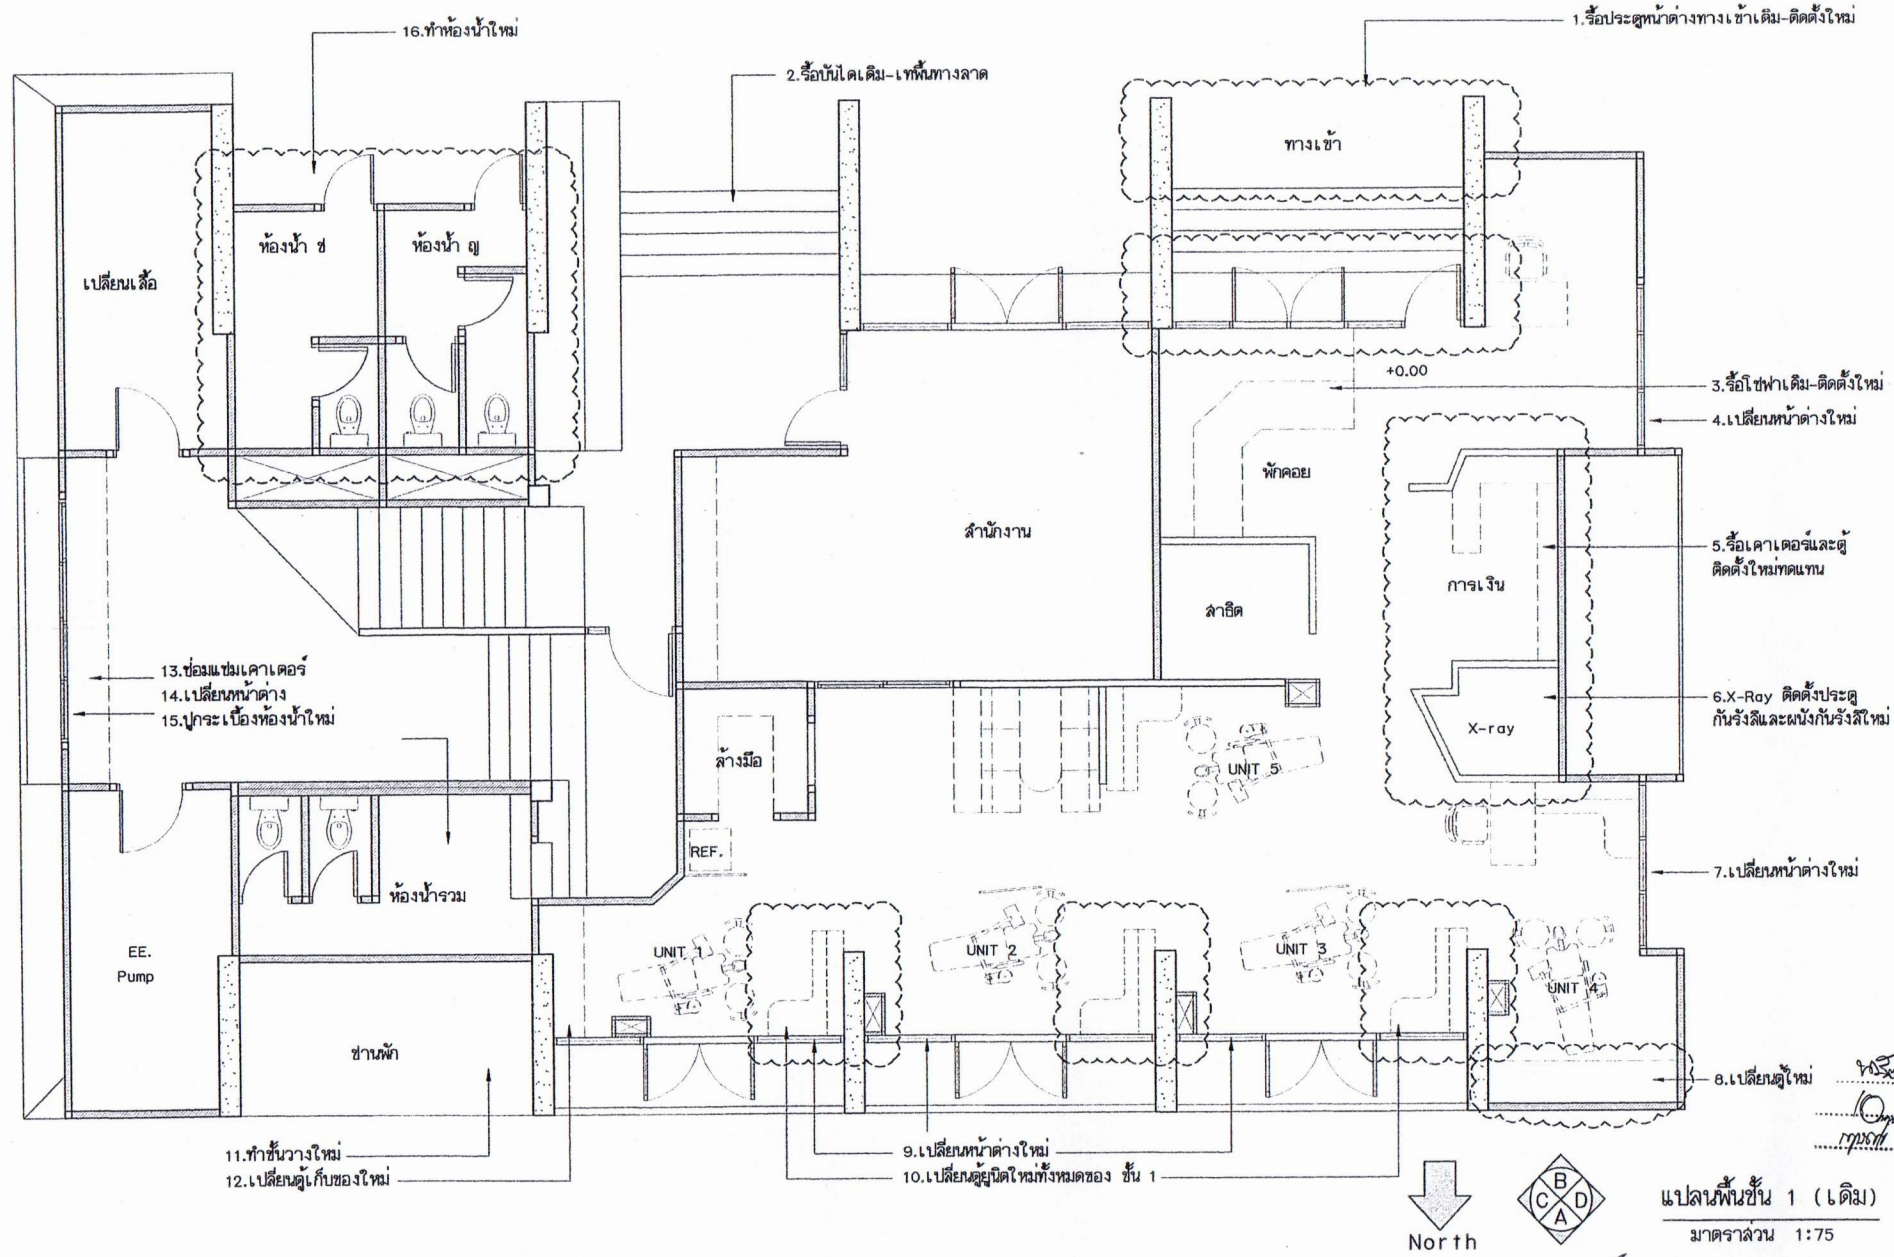 1.รื้อประตูหน้าต่างทางเข้าเดิม-ติดตั้งใหม่
16.ทำห้องน้ำใหม่
2.รื้อบันไดเดิม-เทพื้นทางลาด
ทางเข้า
ห้องน้ำ ช
ห้องน้ำ ญ
เปลี่ยนเสื้อ
+0.00
3.รื้อโซฟาเดิม-ติดตั้งใหม่
4.เปลี่ยนหน้าต่างใหม่
พักคอย
สำนักงาน
5.รื้อเคาเตอร์และตู้
ติดตั้งใหม่ทดแทน
การเงิน
สาธิต
13.ซ่อมแซมเคาเตอร์
14.เปลี่ยนหน้าต่าง
15.ปูกระเบื้องห้องน้ำใหม่
6.X-Ray ติดตั้งประตู
กันรังสีและผนังกันรังสีใหม่
X-ray
ล้างมือ
UNIT 5
REF.
7.เปลี่ยนหน้าต่างใหม่
ห้องน้ำรวม
EE.
Pump
UNIT 1
UNIT 2
UNIT 3
UNIT 4
ชานพัก
8.เปลี่ยนตู้ใหม่
11.ทำชั้นวางใหม่
12.เปลี่ยนตู้เก็บของใหม่
9.เปลี่ยนหน้าต่างใหม่
10.เปลี่ยนตู้ยูนิตใหม่ทั้งหมดของ ชั้น 1
B
C
D
A
North
แปลนพื้นชั้น 1 (เดิม)
มาตราส่วน 1:75